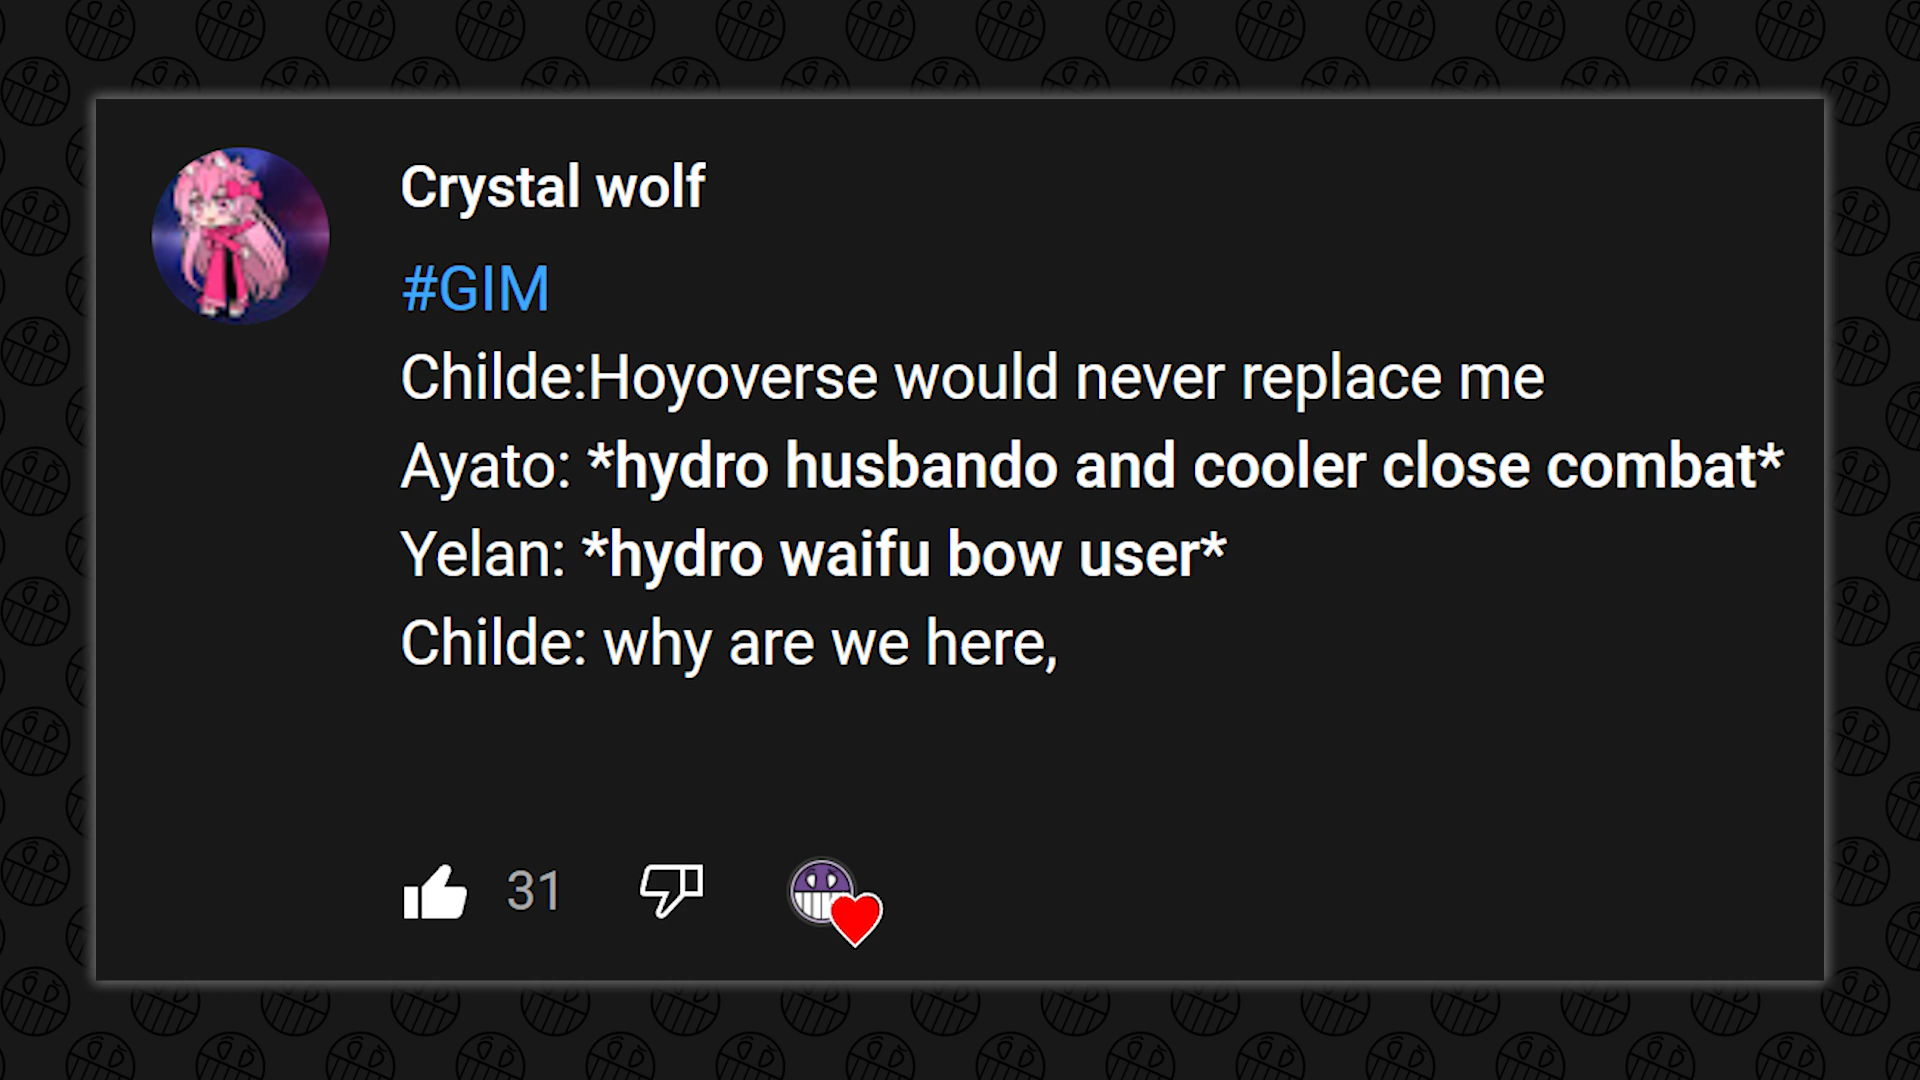 Crystal wolf
#GIM
Childe:Hoyoverse would never replace me
Ayato: *hydro husbando and cooler close combat*
Yelan: *hydro waifu bow user*
Childe: why are we here,
31